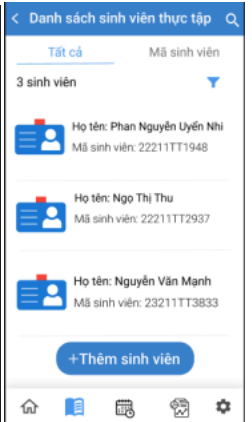 Danh sách sinh viên thực tập
Tất cả Mã sinh viên
3 sinh viên
Họ tên: Phan Nguyễn Uyển Nhi
Mã sinh viên: 22211TT1948
Họ tên: Ngọ Thị Thu
Mã sinh viên: 22211TT2937
Họ tên: Nguyễn Văn Mạnh
Mã sinh viên: 23211TT3833
+Thêm sinh viên